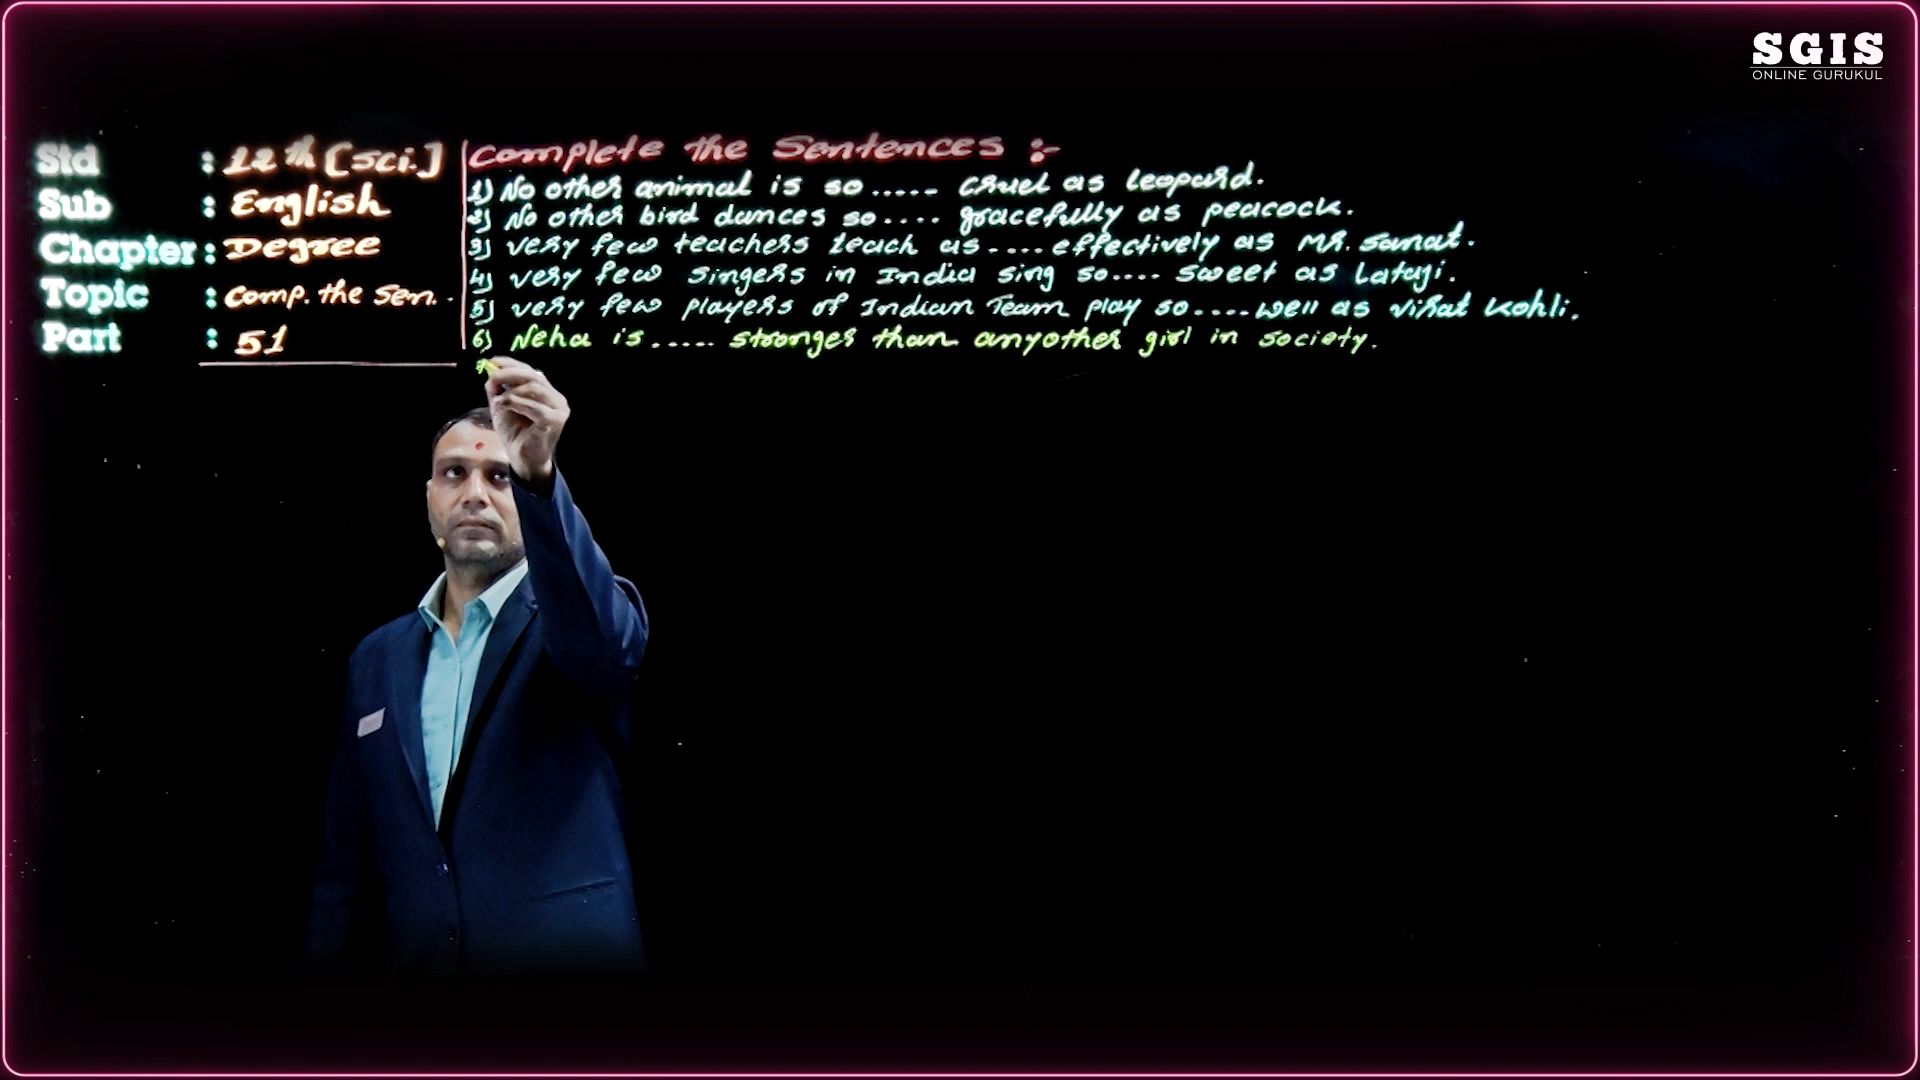 SGIS
ONLINE GURUKUL
Std : 12th [Sci.]
Sub : English
Chapter : Degree
Topic : Comp. the Sen.
Part : 51
Complete the Sentences :-
1) No other animal is so ..... cruel as leopard.
2) No other bird dances so .... gracefully as peacock.
3) very few teachers teach as .... effectively as Mr. Sanat.
4) very few singers in India sing so .... sweet as Lataji.
5) very few players of Indian Team play so .... well as virat kohli.
6) Neha is ..... stronger than anyother girl in society.